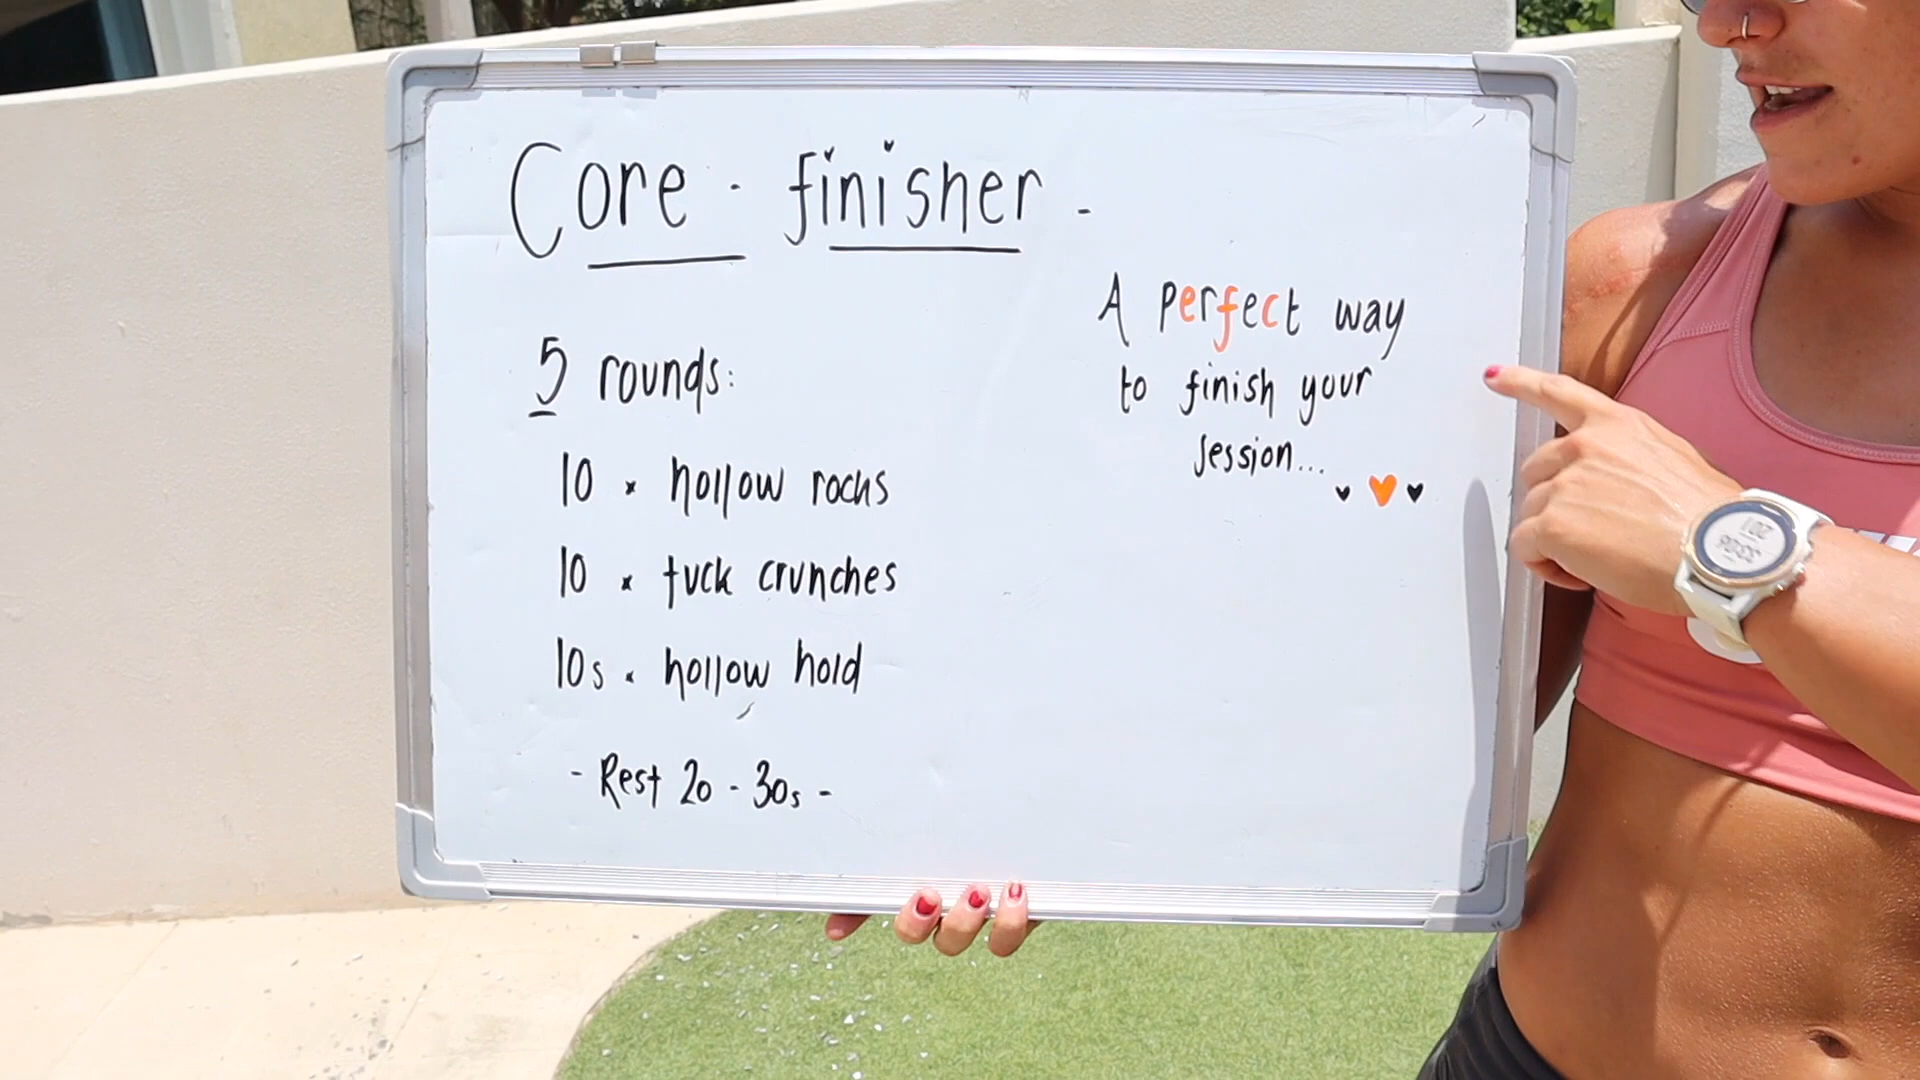 Core - finisher -
5 rounds:
10 x hollow rocks
10 x tuck crunches
10s x hollow hold
- Rest 20 - 30s -
A perfect way
to finish your
session...